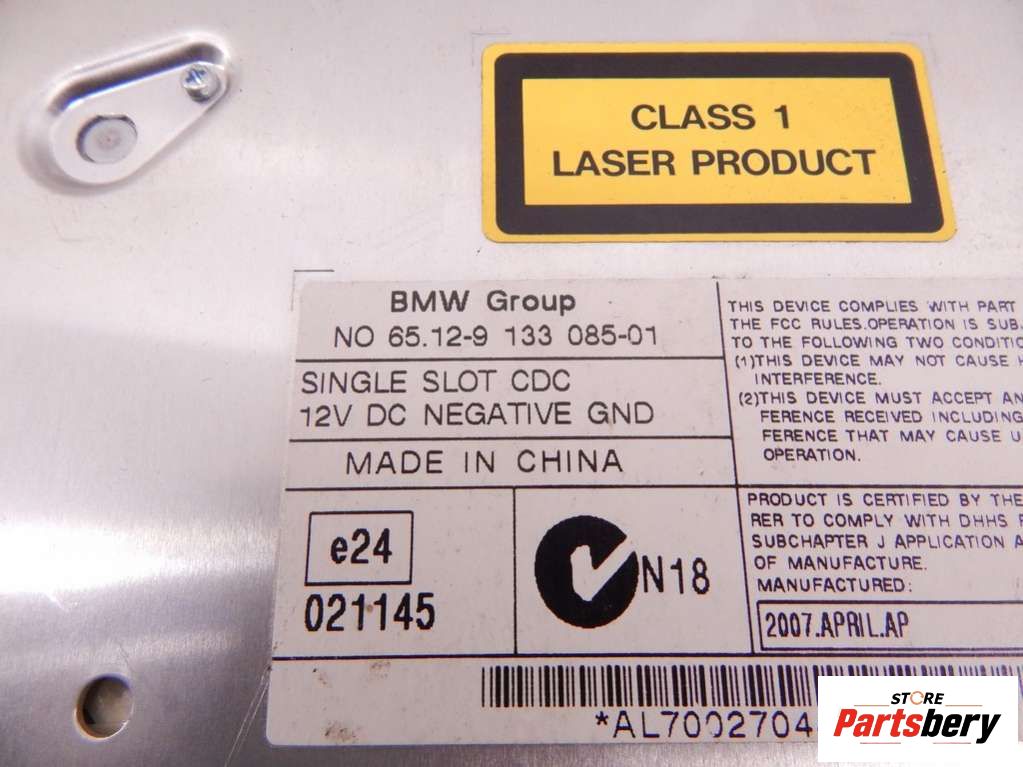 CLASS 1
LASER PRODUCT
BMW Group
NO 65.12-9 133 085-01
SINGLE SLOT CDC
12V DC NEGATIVE GND
MADE IN CHINA
e24
021145
N18
THIS DEVICE COMPLIES WITH PART
THE FCC RULES.OPERATION IS
TO THE FOLLOWING TWO
(1)THIS DEVICE MAY NOT CAUSE
INTERFERENCE.
(2)THIS DEVICE MUST ACCEPT
FERENCE RECEIVED INCLUDING
FERENCE THAT MAY CAUSE
OPERATION.
PRODUCT IS CERTIFIED BY THE
RER TO COMPLY WITH DHHS
SUBCHAPTER J APPLICATION
OF MANUFACTURE.
MANUFACTURED:
2007.APRIL.AP
*AL7002704
STORE
Partsbery